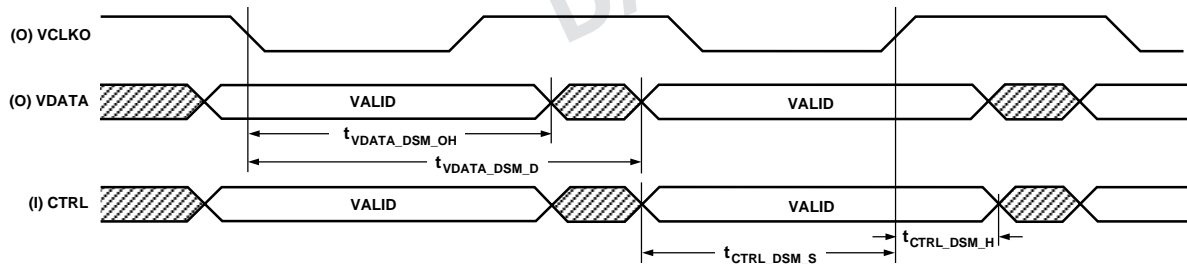 (O) VCLKO
(O) VDATA
VALID
VALID
tVDATA_DSM_OH
tVDATA_DSM_D
(I) CTRL
VALID
VALID
tCTRL_DSM_H
tCTRL_DSM_S